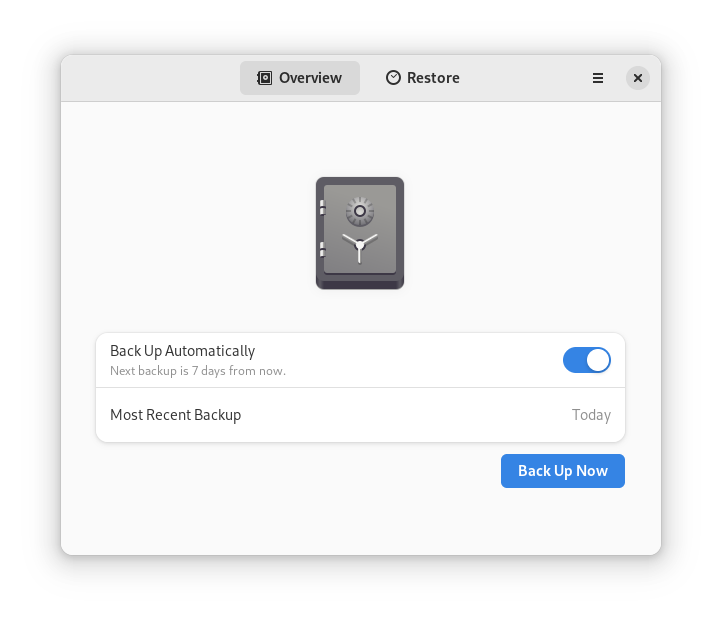 Overview
Restore
Back Up Automatically
Next backup is 7 days from now.
Most Recent Backup
Today
Back Up Now